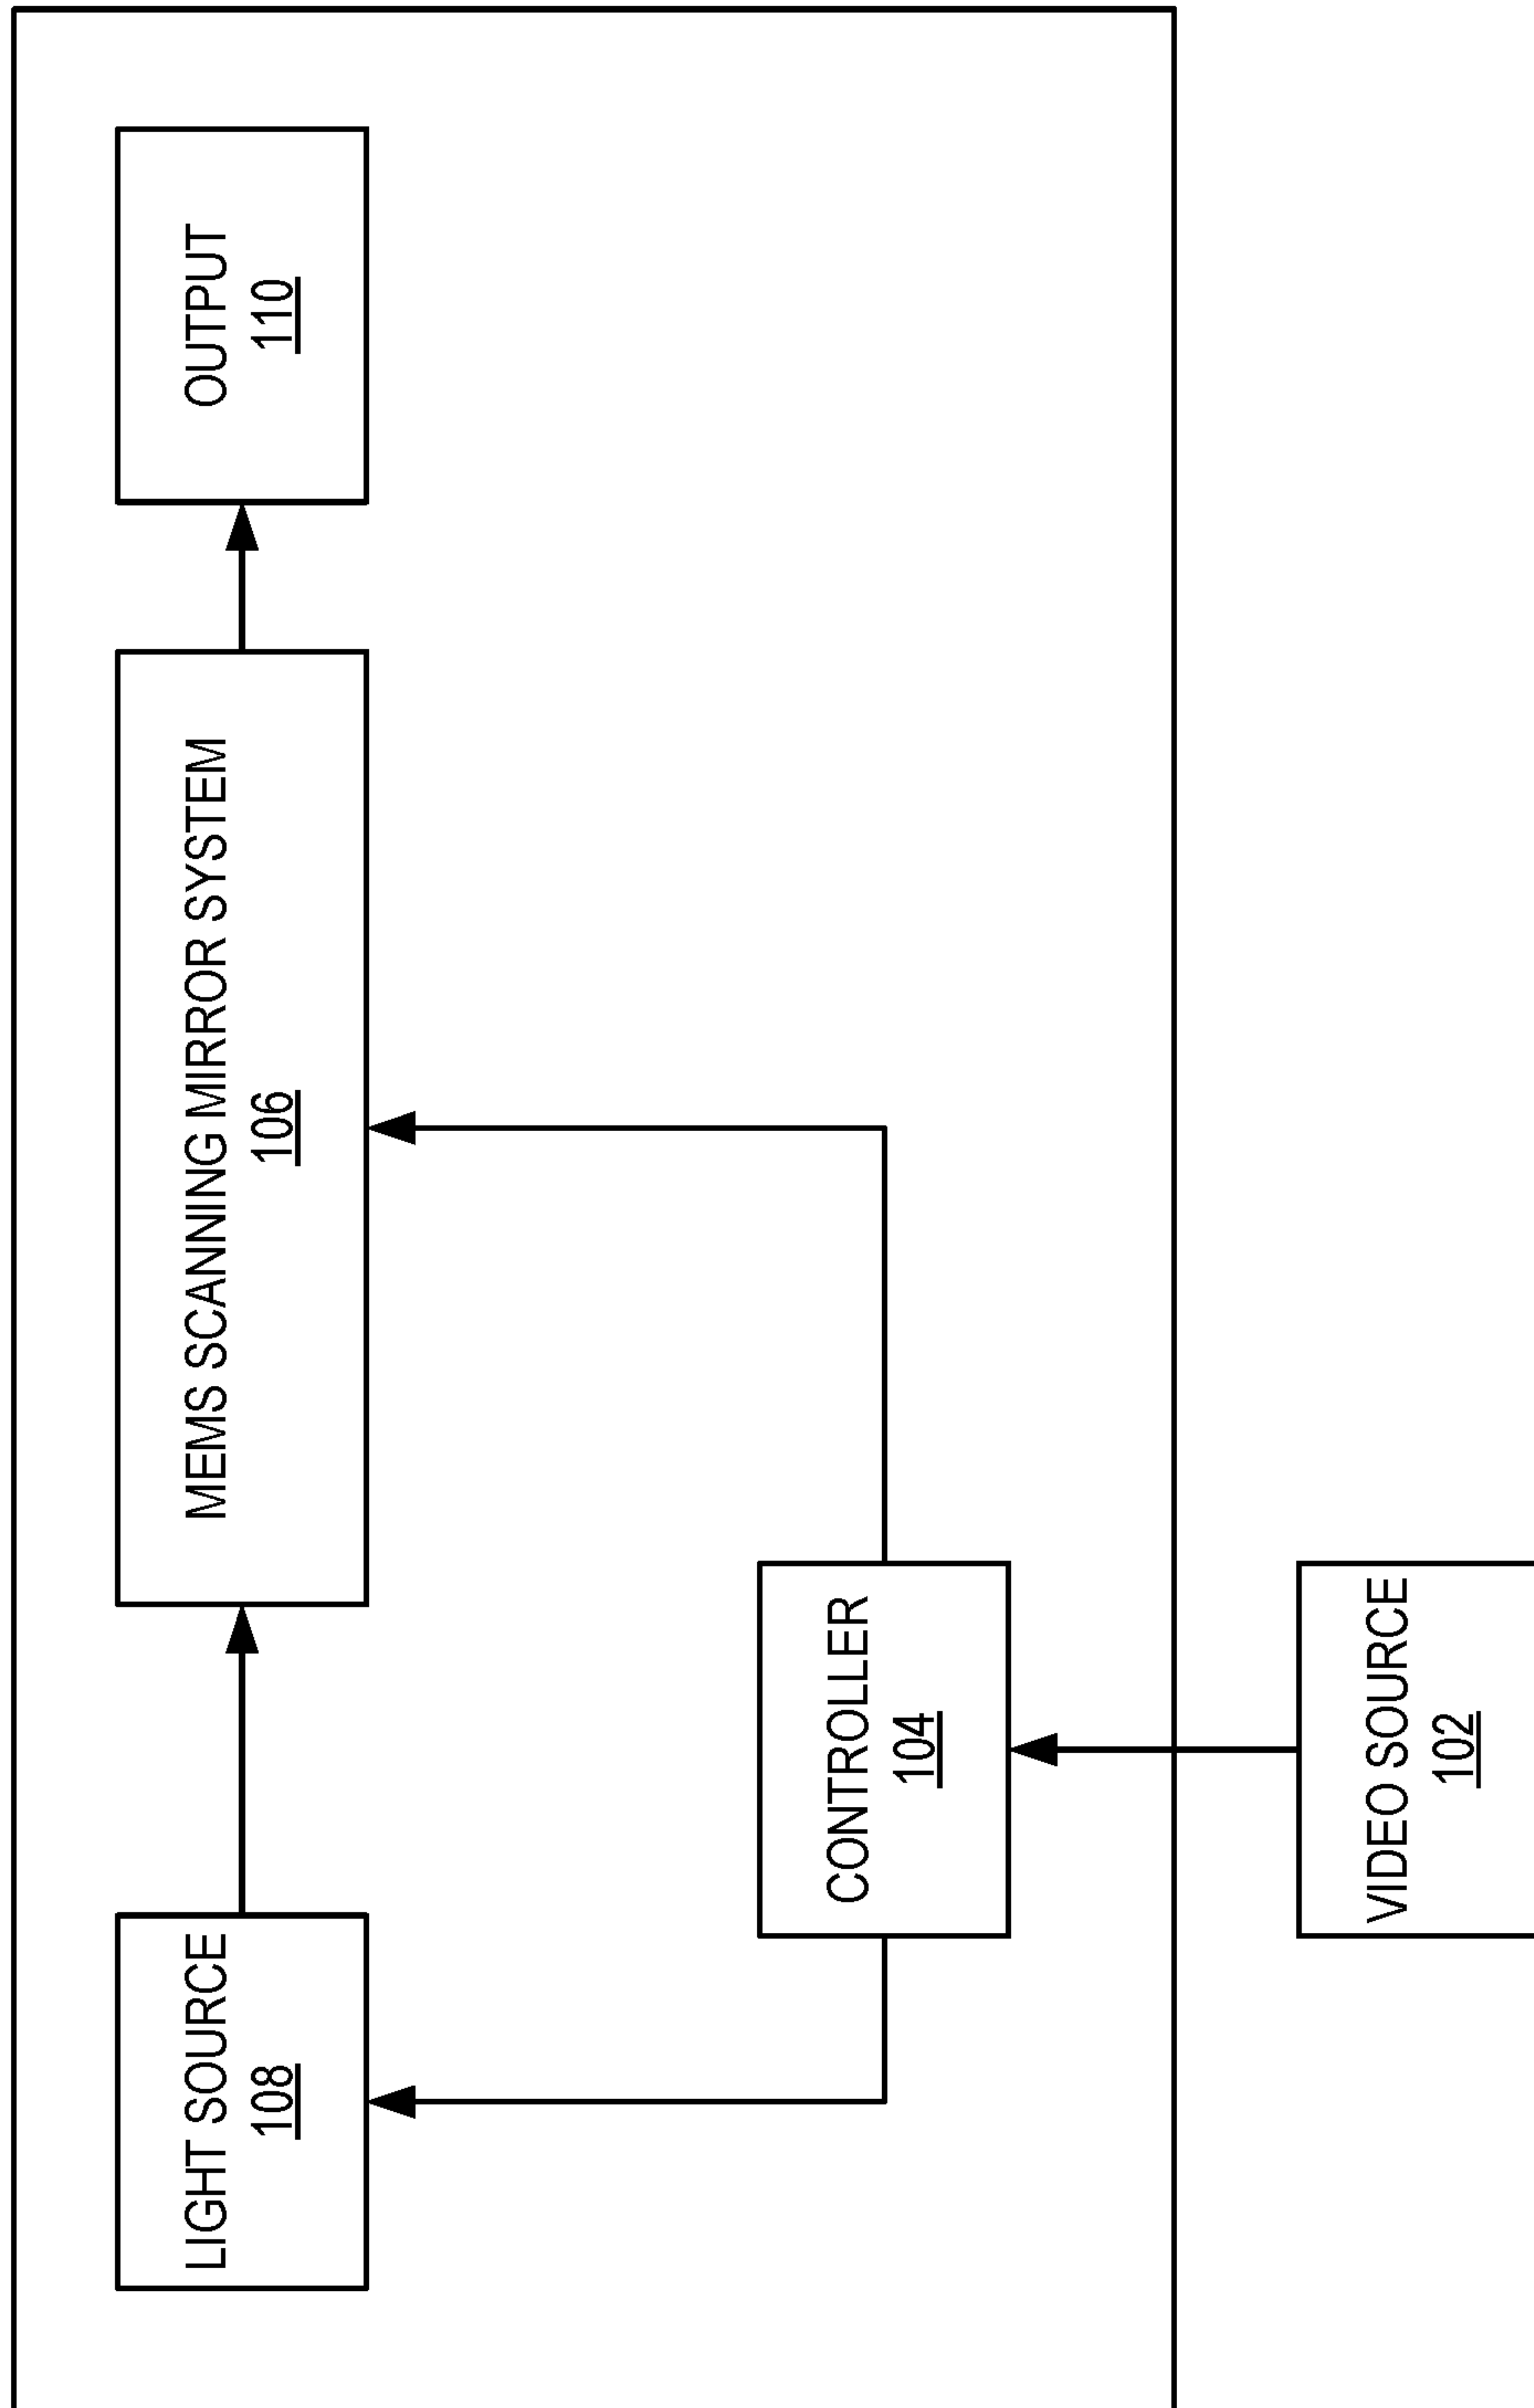 LIGHT SOURCE
108
MEMS SCANNING MIRROR SYSTEM
106
OUTPUT
110
CONTROLLER
104
VIDEO SOURCE
102